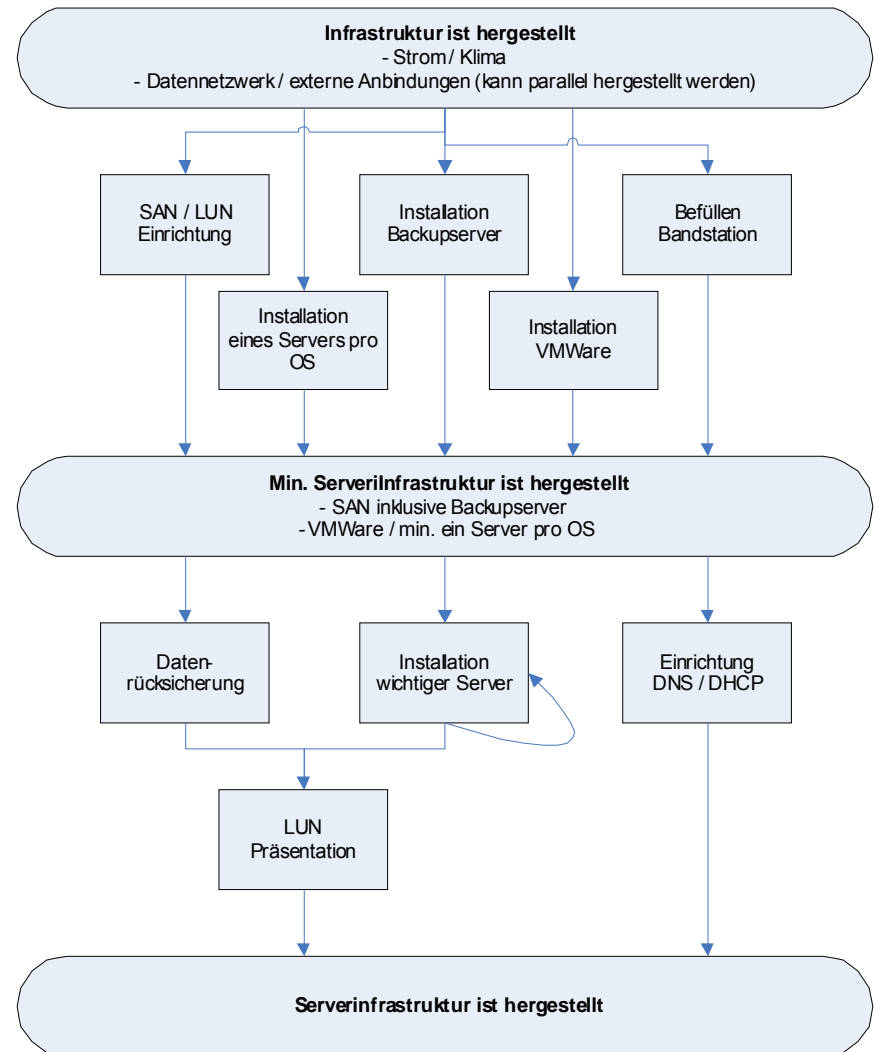 Infrastruktur ist hergestellt
- Strom / Klima
- Datennetzwerk / externe Anbindungen (kann parallel hergestellt werden)
SAN / LUN
Einrichtung
Installation
Backupserver
Befüllen
Bandstation
Installation
eines Servers pro
OS
Installation
VMWare
Min. ServeriInfrastruktur ist hergestellt
- SAN inklusive Backupserver
- VMWare / min. ein Server pro OS
Daten-
rücksicherung
Installation
wichtiger Server
Einrichtung
DNS / DHCP
LUN
Präsentation
Serverinfrastruktur ist hergestellt